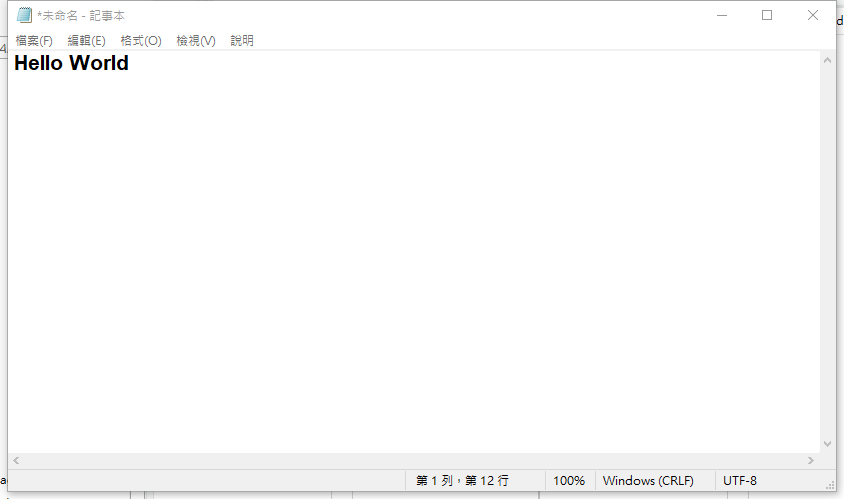 *未命名 - 記事本
檔案(F) 編輯(E) 格式(O) 檢視(V) 說明
Hello World
第 1 列，第 12 行 100% Windows (CRLF) UTF-8